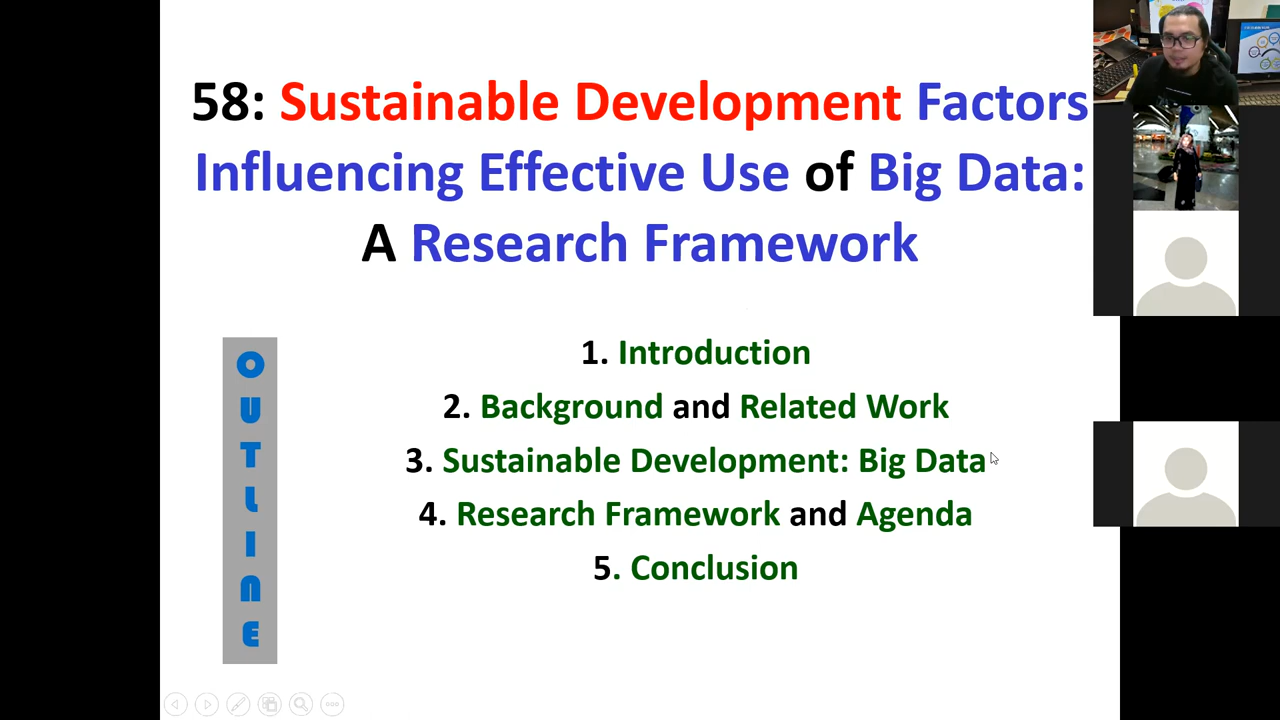 58: Sustainable Development Factors
Influencing Effective Use of Big Data:
A Research Framework
OUTLINE
1. Introduction
2. Background and Related Work
3. Sustainable Development: Big Data
4. Research Framework and Agenda
5. Conclusion